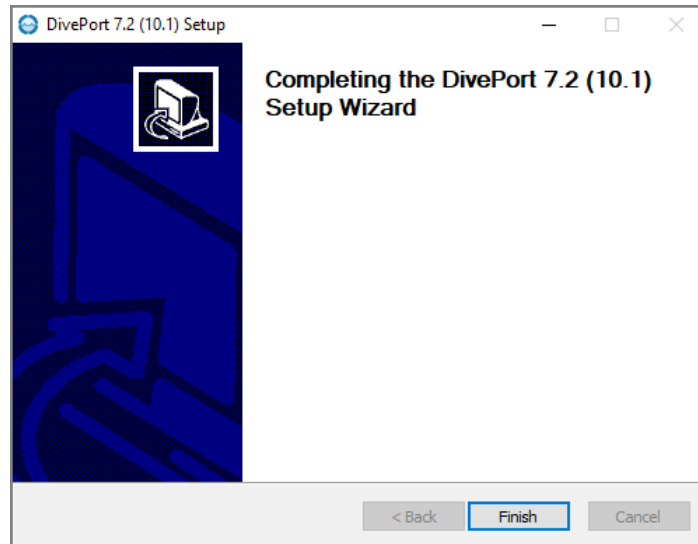 DivePort 7.2 (10.1) Setup
Completing the DivePort 7.2 (10.1)
Setup Wizard
< Back Finish Cancel